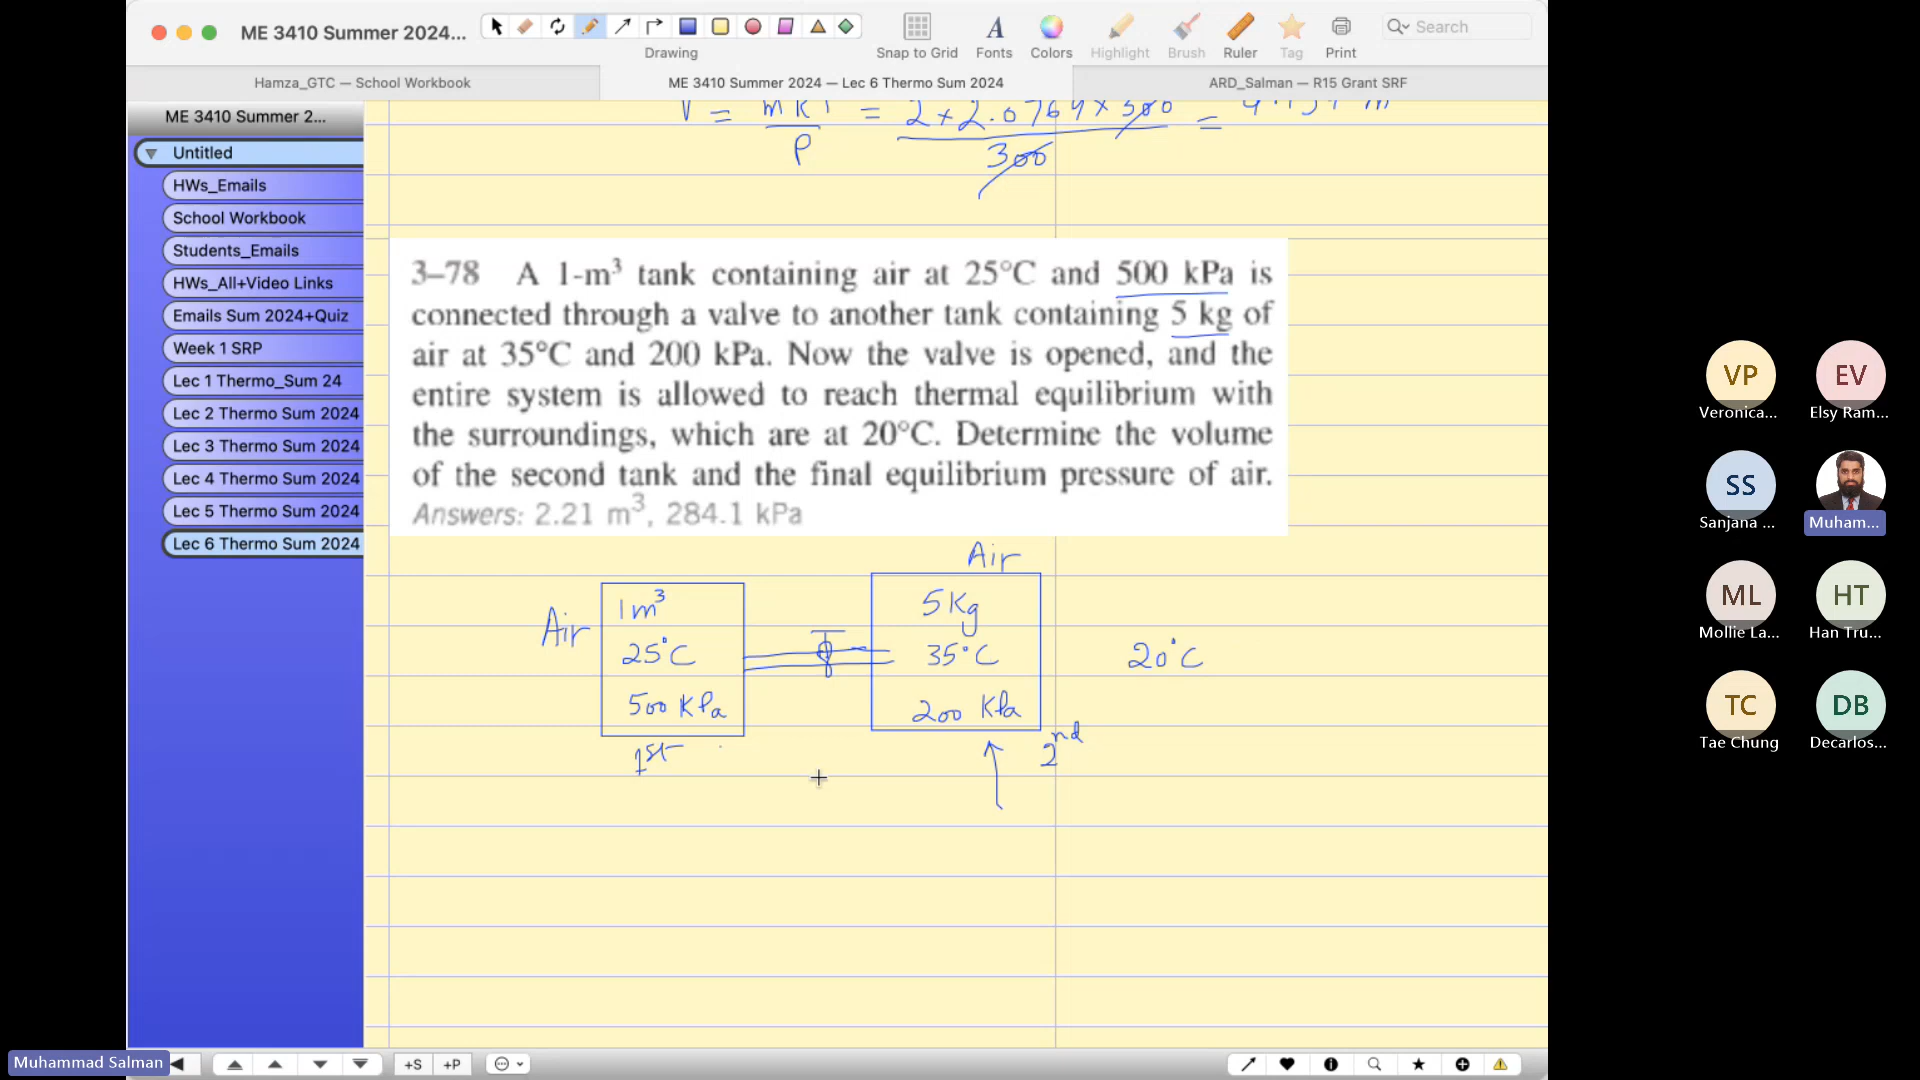 ME 3410 Summer 2024...
Drawing
Snap to Grid
Fonts
Colors
Highlight
Brush
Ruler
Tag
Print
Search
Hamza_GTC — School Workbook
ME 3410 Summer 2024 — Lec 6 Thermo Sum 2024
ARD_Salman — R15 Grant SRF
ME 3410 Summer 2...
Untitled
HWs_Emails
School Workbook
Students_Emails
HWs_All+Video Links
Emails Sum 2024+Quiz
Week 1 SRP
Lec 1 Thermo_Sum 24
Lec 2 Thermo Sum 2024
Lec 3 Thermo Sum 2024
Lec 4 Thermo Sum 2024
Lec 5 Thermo Sum 2024
Lec 6 Thermo Sum 2024
V = mRT / P = 2 × 2.0769 × 300 / 300 =
3–78 A 1-m³ tank containing air at 25°C and 500 kPa is
connected through a valve to another tank containing 5 kg of
air at 35°C and 200 kPa. Now the valve is opened, and the
entire system is allowed to reach thermal equilibrium with
the surroundings, which are at 20°C. Determine the volume
of the second tank and the final equilibrium pressure of air.
Answers: 2.21 m³, 284.1 kPa
Air
1m³
25°C
500 KPa
1st
Air
5Kg
35°C
200 KPa
2nd
20°C
VP
Veronica...
EV
Elsy Ram...
SS
Sanjana ...
Muham...
ML
Mollie La...
HT
Han Tru...
TC
Tae Chung
DB
Decarlos...
Muhammad Salman
+S
+P